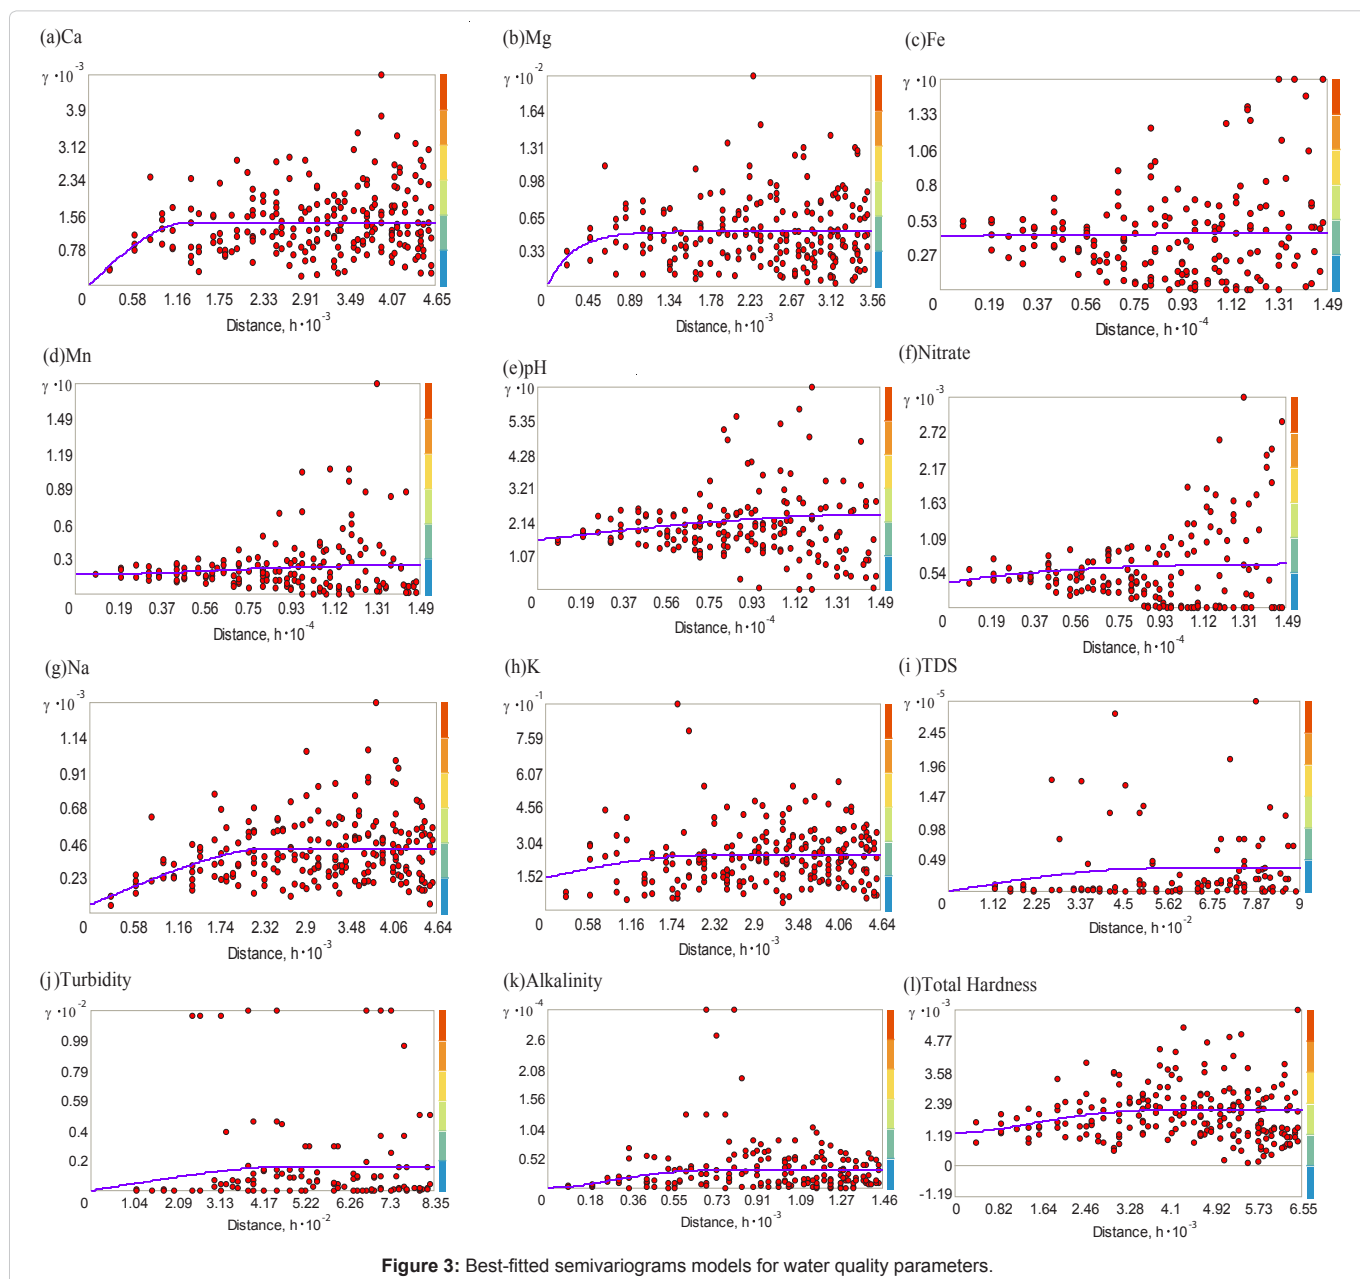 (a)Ca
γ ·10 -3
3.9
3.12
2.34
1.56
0.78
0 0.58 1.16 1.75 2.33 2.91 3.49 4.07 4.65
Distance, h·10 -3
(b)Mg
γ ·10 -2
1.64
1.31
0.98
0.65
0.33
0 0.45 0.89 1.34 1.78 2.23 2.67 3.12 3.56
Distance, h·10 -3
(c)Fe
γ ·10
1.33
1.06
0.8
0.53
0.27
0 0.19 0.37 0.56 0.75 0.93 1.12 1.31 1.49
Distance, h·10 -4
(d)Mn
γ ·10
1.49
1.19
0.89
0.6
0.3
0 0.19 0.37 0.56 0.75 0.93 1.12 1.31 1.49
Distance, h·10 -4
(e)pH
γ ·10
5.35
4.28
3.21
2.14
1.07
0 0.19 0.37 0.56 0.75 0.93 1.12 1.31 1.49
Distance, h·10 -4
(f)Nitrate
γ ·10 -3
2.72
2.17
1.63
1.09
0.54
0 0.19 0.37 0.56 0.75 0.93 1.12 1.31 1.49
Distance, h·10 -4
(g)Na
γ ·10 -3
1.14
0.91
0.68
0.46
0.23
0 0.58 1.16 1.74 2.32 2.9 3.48 4.06 4.64
Distance, h·10 -3
(h)K
γ ·10 -1
7.59
6.07
4.56
3.04
1.52
0 0.58 1.16 1.74 2.32 2.9 3.48 4.06 4.64
Distance, h·10 -3
(i )TDS
γ ·10 -5
2.45
1.96
1.47
0.98
0.49
0 1.12 2.25 3.37 4.5 5.62 6.75 7.87 9
Distance, h·10 -2
(j)Turbidity
γ ·10 -2
0.99
0.79
0.59
0.4
0.2
0 1.04 2.09 3.13 4.17 5.22 6.26 7.3 8.35
Distance, h·10 -2
(k)Alkalinity
γ ·10 -4
2.6
2.08
1.56
1.04
0.52
0 0.18 0.36 0.55 0.73 0.91 1.09 1.27 1.46
Distance, h·10 -3
(l)Total Hardness
γ ·10 -3
4.77
3.58
2.39
1.19
0
-1.19
0 0.82 1.64 2.46 3.28 4.1 4.92 5.73 6.55
Distance, h·10 -3
Figure 3: Best-fitted semivariograms models for water quality parameters.